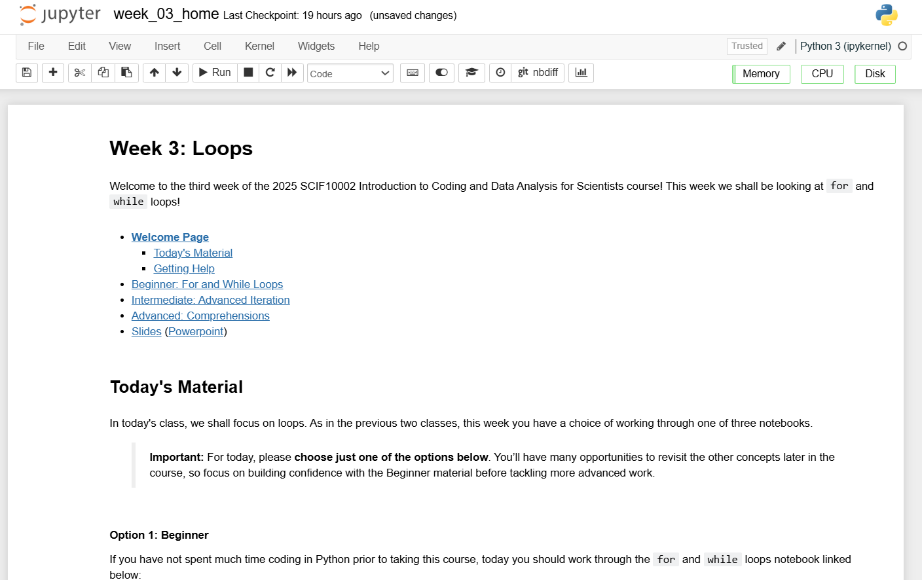 jupyter week_03_home Last Checkpoint: 19 hours ago (unsaved changes)
File Edit View Insert Cell Kernel Widgets Help Trusted Python 3 (ipykernel)
Run Code git nbdiff Memory CPU Disk
Week 3: Loops
Welcome to the third week of the 2025 SCIF10002 Introduction to Coding and Data Analysis for Scientists course! This week we shall be looking at for and
while loops!
Welcome Page
Today's Material
Getting Help
Beginner: For and While Loops
Intermediate: Advanced Iteration
Advanced: Comprehensions
Slides (Powerpoint)
Today's Material
In today's class, we shall focus on loops. As in the previous two classes, this week you have a choice of working through one of three notebooks.
Important: For today, please choose just one of the options below. You'll have many opportunities to revisit the other concepts later in the
course, so focus on building confidence with the Beginner material before tackling more advanced work.
Option 1: Beginner
If you have not spent much time coding in Python prior to taking this course, today you should work through the for and while loops notebook linked
below: